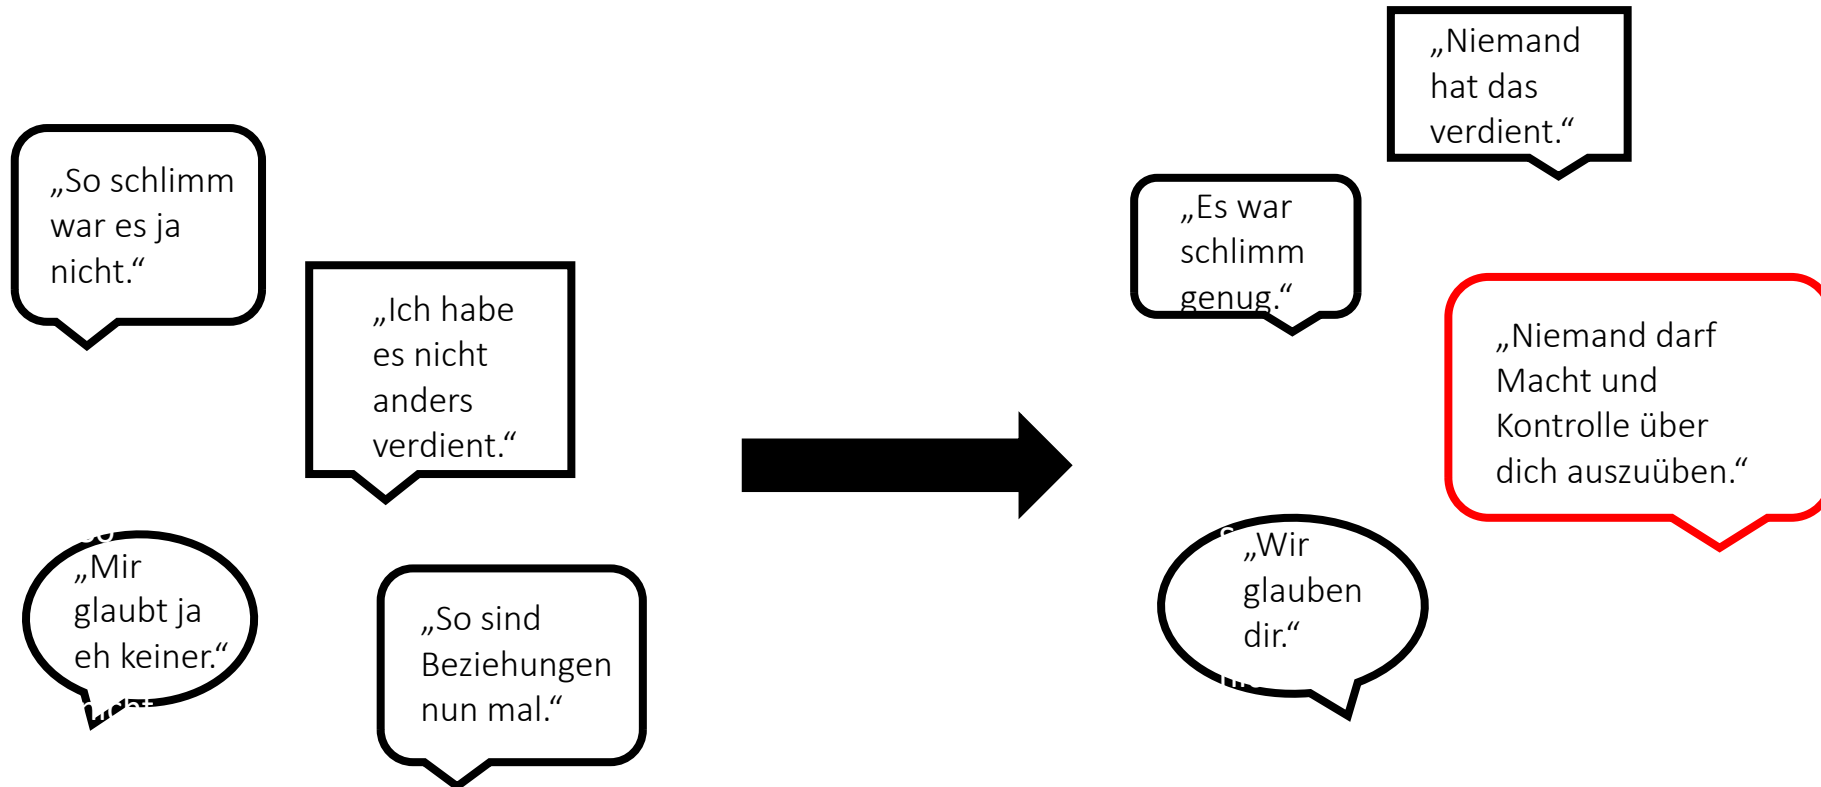 „So schlimm
war es ja
nicht.“
„Ich habe
es nicht
anders
verdient.“
„Mir
glaubt ja
eh keiner.“
„So sind
Beziehungen
nun mal.“
„Niemand
hat das
verdient.“
„Es war
schlimm
genug.“
„Niemand darf
Macht und
Kontrolle über
dich auszuüben.“
„Wir
glauben
dir.“